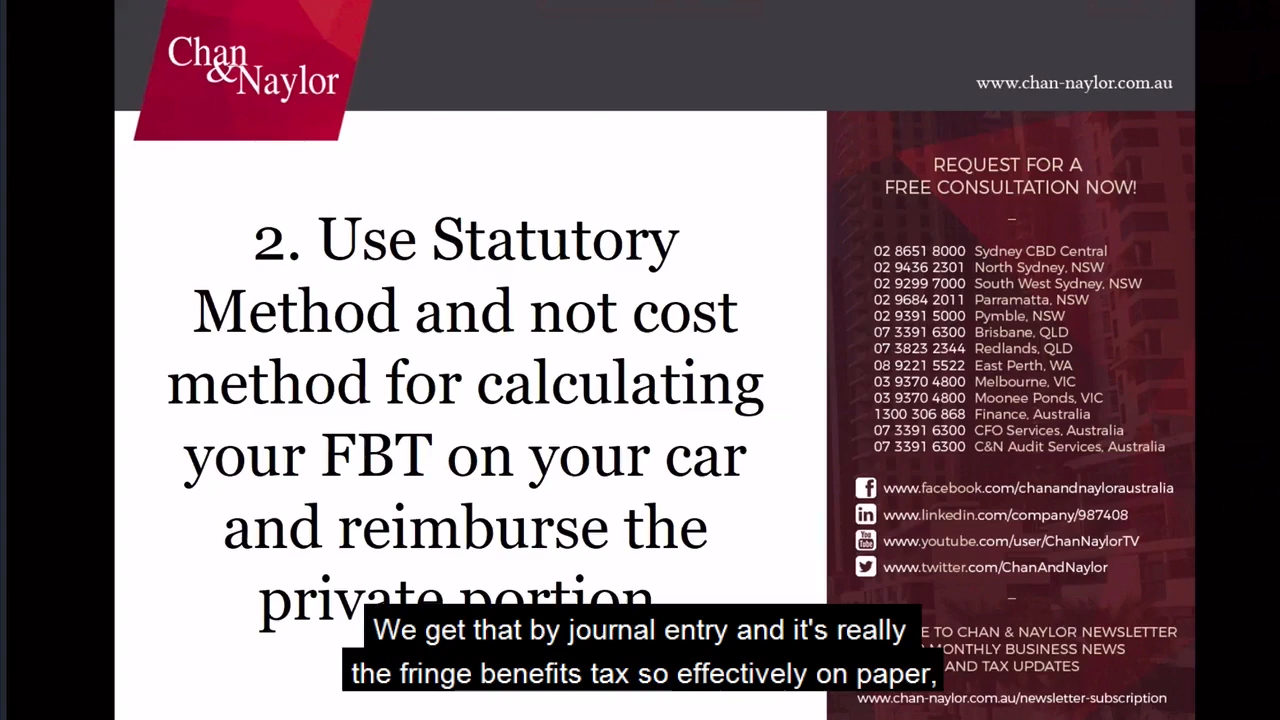 Chan
&Naylor
www.chan-naylor.com.au
2. Use Statutory
Method and not cost
method for calculating
your FBT on your car
and reimburse the
private portion
We get that by journal entry and it's really
the fringe benefits tax so effectively on paper,
REQUEST FOR A
FREE CONSULTATION NOW!
02 8651 8000 Sydney CBD Central
02 9436 2301 North Sydney, NSW
02 9299 7000 South West Sydney, NSW
02 9684 2011 Parramatta, NSW
02 9391 5000 Pymble, NSW
07 3391 6300 Brisbane, QLD
07 3823 2344 Redlands, QLD
08 9221 5522 East Perth, WA
03 9370 4800 Melbourne, VIC
03 9370 4800 Moonee Ponds, VIC
1300 306 868 Finance, Australia
07 3391 6300 CFO Services, Australia
07 3391 6300 C&N Audit Services, Australia
www.facebook.com/chanandnayloraustralia
www.linkedin.com/company/987408
You Tube www.youtube.com/user/ChanNaylorTV
www.twitter.com/ChanAndNaylor
TO CHAN & NAYLOR NEWSLETTER
MONTHLY BUSINESS NEWS
AND TAX UPDATES
www.chan-naylor.com.au/newsletter-subscription